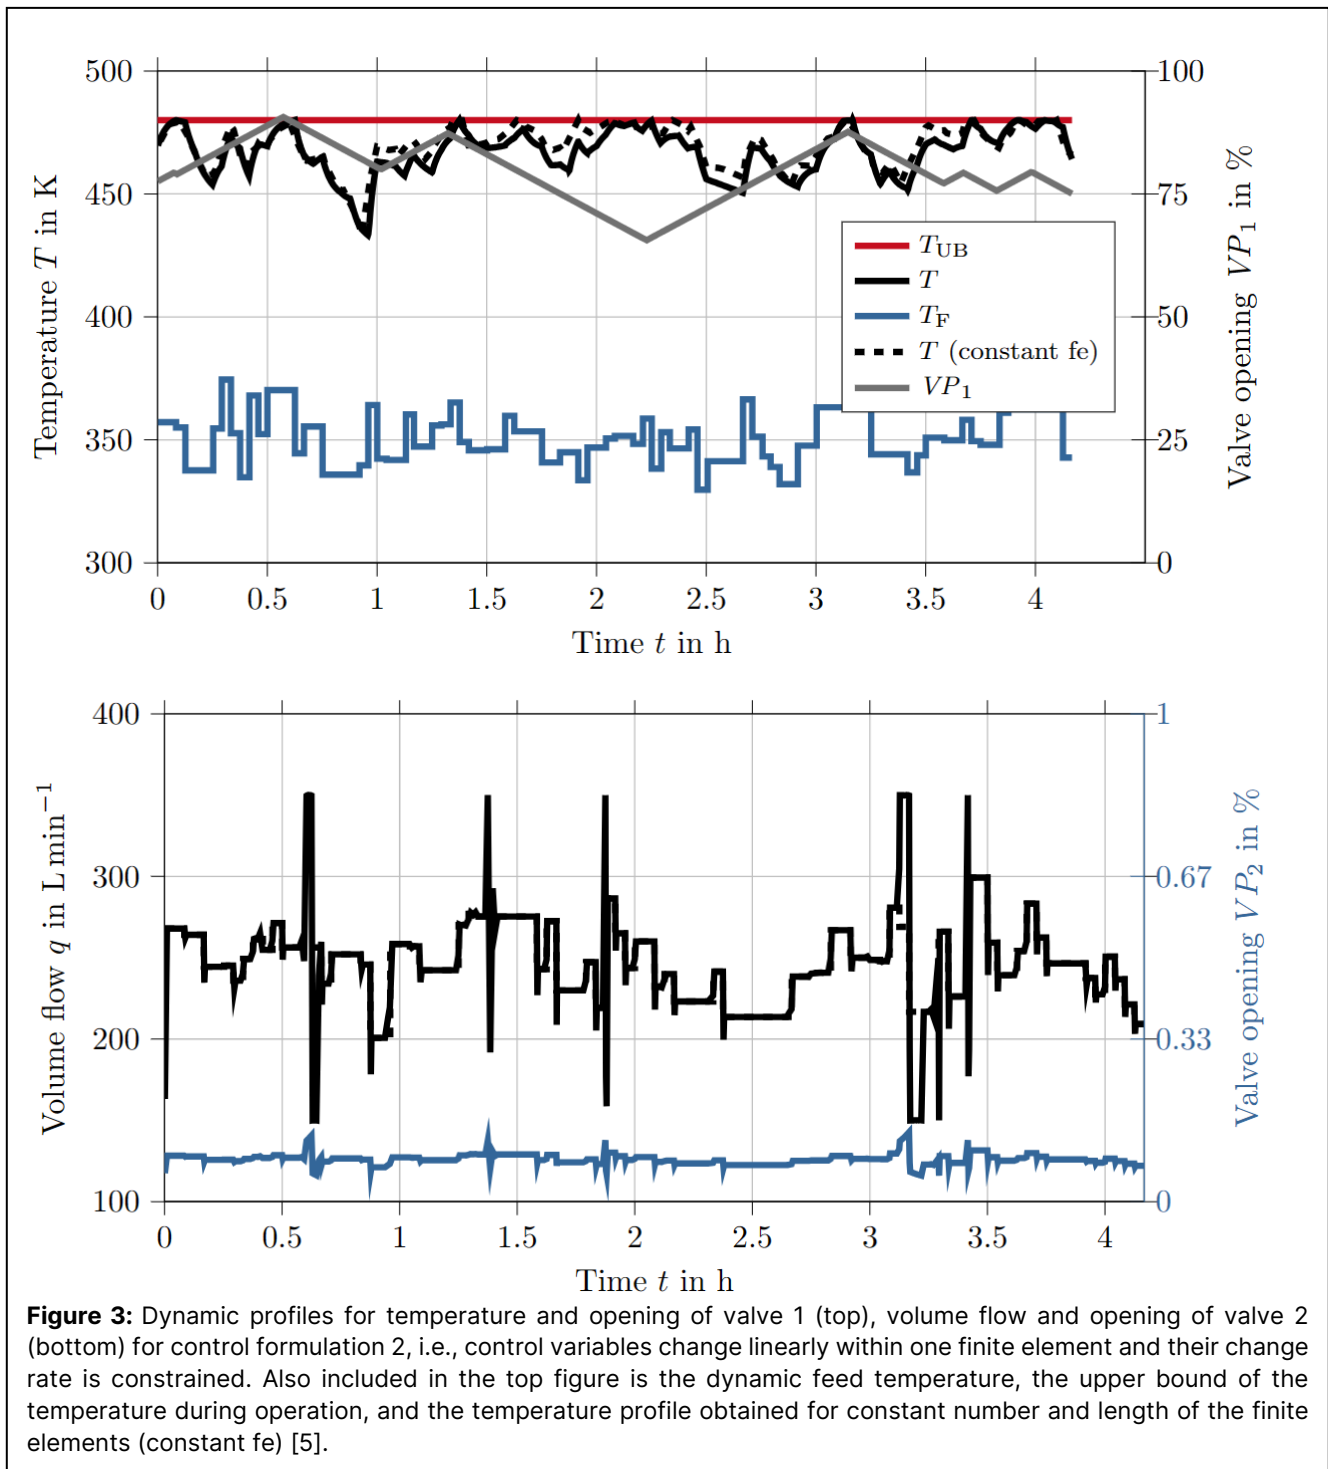 500
450
400
350
300
Temperature T in K
100
75
50
25
0
Valve opening VP₁ in %
T_UB
T
T_F
T (constant fe)
VP₁
0 0.5 1 1.5 2 2.5 3 3.5 4
Time t in h
400
300
200
100
Volume flow q in L min⁻¹
1
0.67
0.33
0
Valve opening VP₂ in %
0 0.5 1 1.5 2 2.5 3 3.5 4
Time t in h
Figure 3: Dynamic profiles for temperature and opening of valve 1 (top), volume flow and opening of valve 2
(bottom) for control formulation 2, i.e., control variables change linearly within one finite element and their change
rate is constrained. Also included in the top figure is the dynamic feed temperature, the upper bound of the
temperature during operation, and the temperature profile obtained for constant number and length of the finite
elements (constant fe) [5].